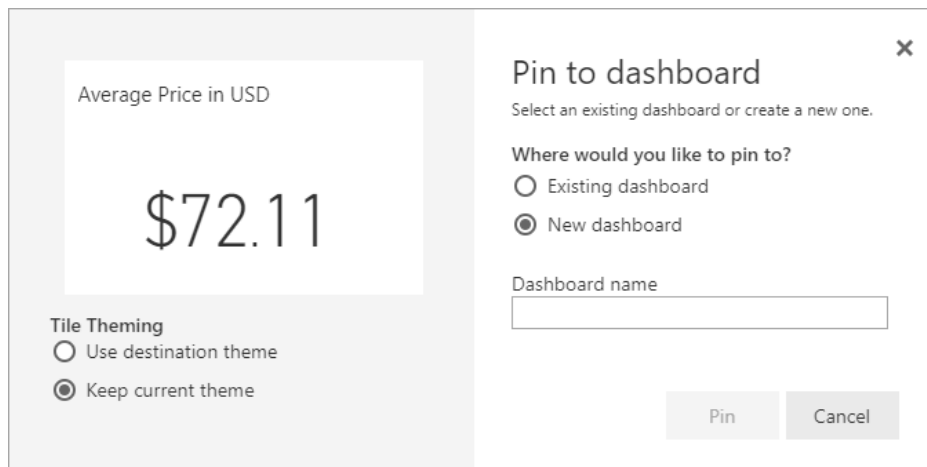 Average Price in USD
$72.11
Tile Theming
Use destination theme
Keep current theme
Pin to dashboard
Select an existing dashboard or create a new one.
Where would you like to pin to?
Existing dashboard
New dashboard
Dashboard name
Pin
Cancel